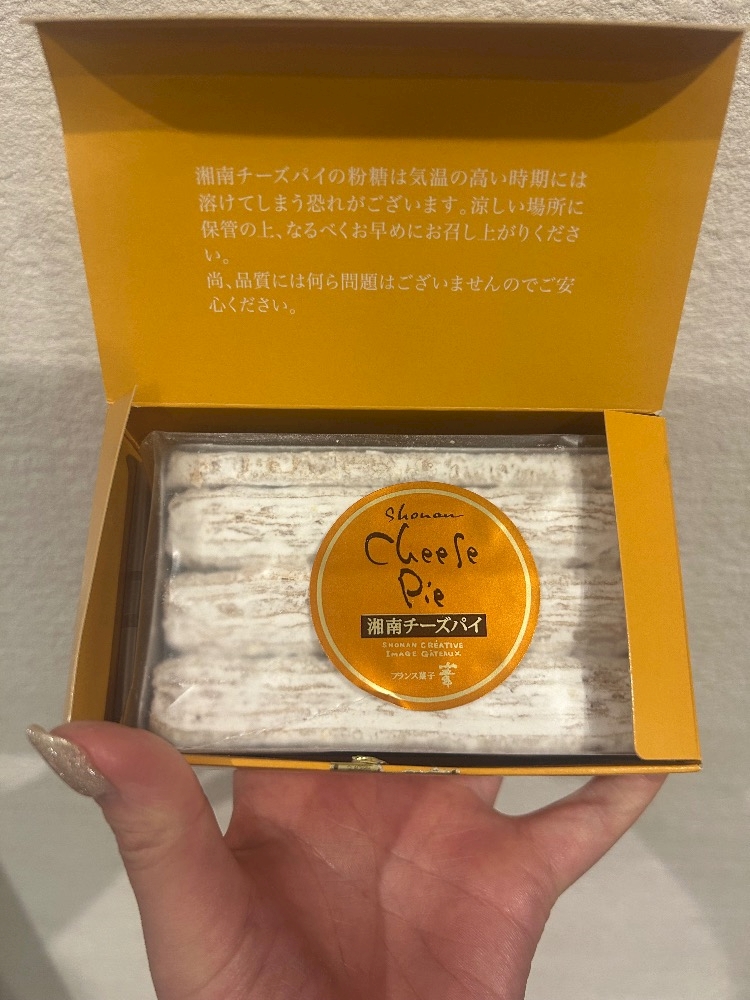 湘南チーズパイの粉糖は気温の高い時期には
溶けてしまう恐れがございます。涼しい場所に
保管の上、なるべくお早めにお召し上がりくださ
い。
尚、品質には何ら問題はございませんのでご安
心ください。
Shonan
Cheese
Pie
湘南チーズパイ
SHONAN CREATIVE
IMAGE GÂTEAUX
フランス菓子
葦